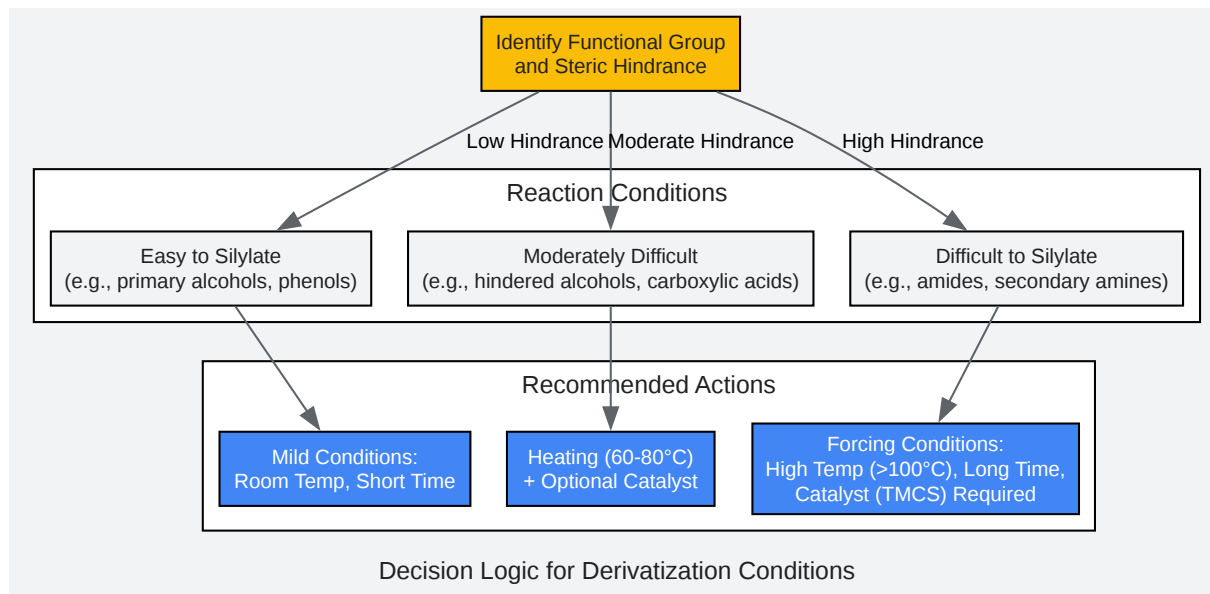 Identify Functional Group
and Steric Hindrance
Low Hindrance
Moderate Hindrance
High Hindrance
Reaction Conditions
Easy to Silylate
(e.g., primary alcohols, phenols)
Moderately Difficult
(e.g., hindered alcohols, carboxylic acids)
Difficult to Silylate
(e.g., amides, secondary amines)
Recommended Actions
Mild Conditions:
Room Temp, Short Time
Heating (60-80°C)
+ Optional Catalyst
Forcing Conditions:
High Temp (>100°C), Long Time,
Catalyst (TMCS) Required
Decision Logic for Derivatization Conditions